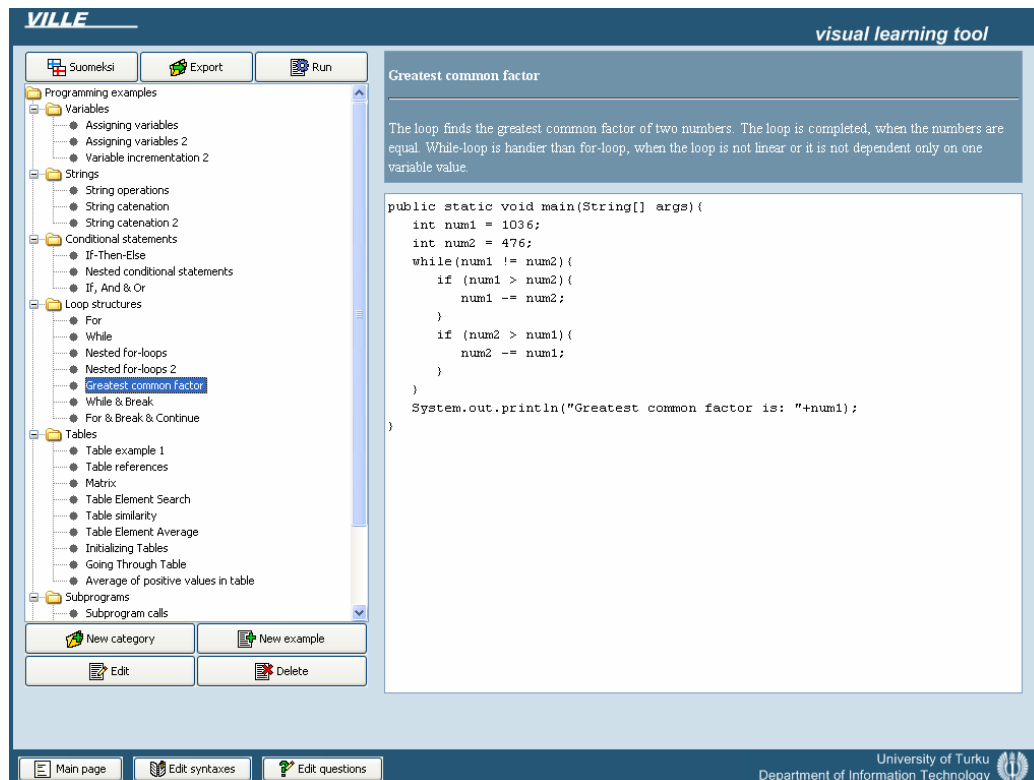 VILLE
visual learning tool
Suomeksi
Export
Run
Programming examples
Variables
Assigning variables
Assigning variables 2
Variable incrementation 2
Strings
String operations
String catenation
String catenation 2
Conditional statements
If-Then-Else
Nested conditional statements
If, And & Or
Loop structures
For
While
Nested for-loops
Nested for-loops 2
Greatest common factor
While & Break
For & Break & Continue
Tables
Table example 1
Table references
Matrix
Table Element Search
Table similarity
Table Element Average
Initializing Tables
Going Through Table
Average of positive values in table
Subprograms
Subprogram calls
New category
New example
Edit
Delete
Greatest common factor
The loop finds the greatest common factor of two numbers. The loop is completed, when the numbers are
equal. While-loop is handier than for-loop, when the loop is not linear or it is not dependent only on one
variable value.
public static void main(String[] args){
int num1 = 1036;
int num2 = 476;
while(num1 != num2){
if (num1 > num2){
num1 -= num2;
}
if (num2 > num1){
num2 -= num1;
}
}
System.out.println("Greatest common factor is: "+num1);
}
Main page
Edit syntaxes
Edit questions
University of Turku
Department of Information Technology